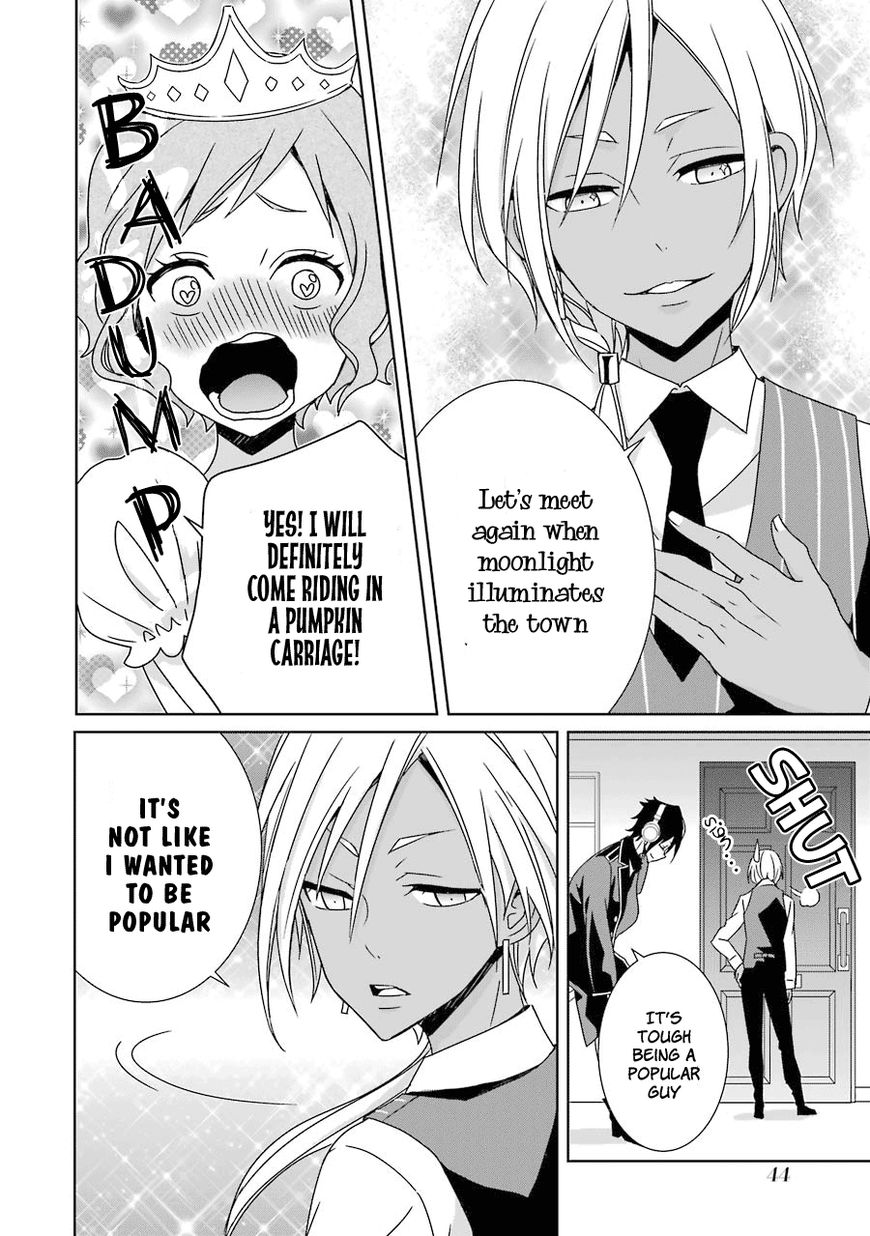 Let's meet
again when
moonlight
illuminates
the town
BADUMP
YES! I WILL
DEFINITELY
COME RIDING IN
A PUMPKIN
CARRIAGE!
SHUT
sign...
IT'S
TOUGH
BEING A
POPULAR
GUY
IT'S
NOT LIKE
I WANTED
TO BE
POPULAR
44